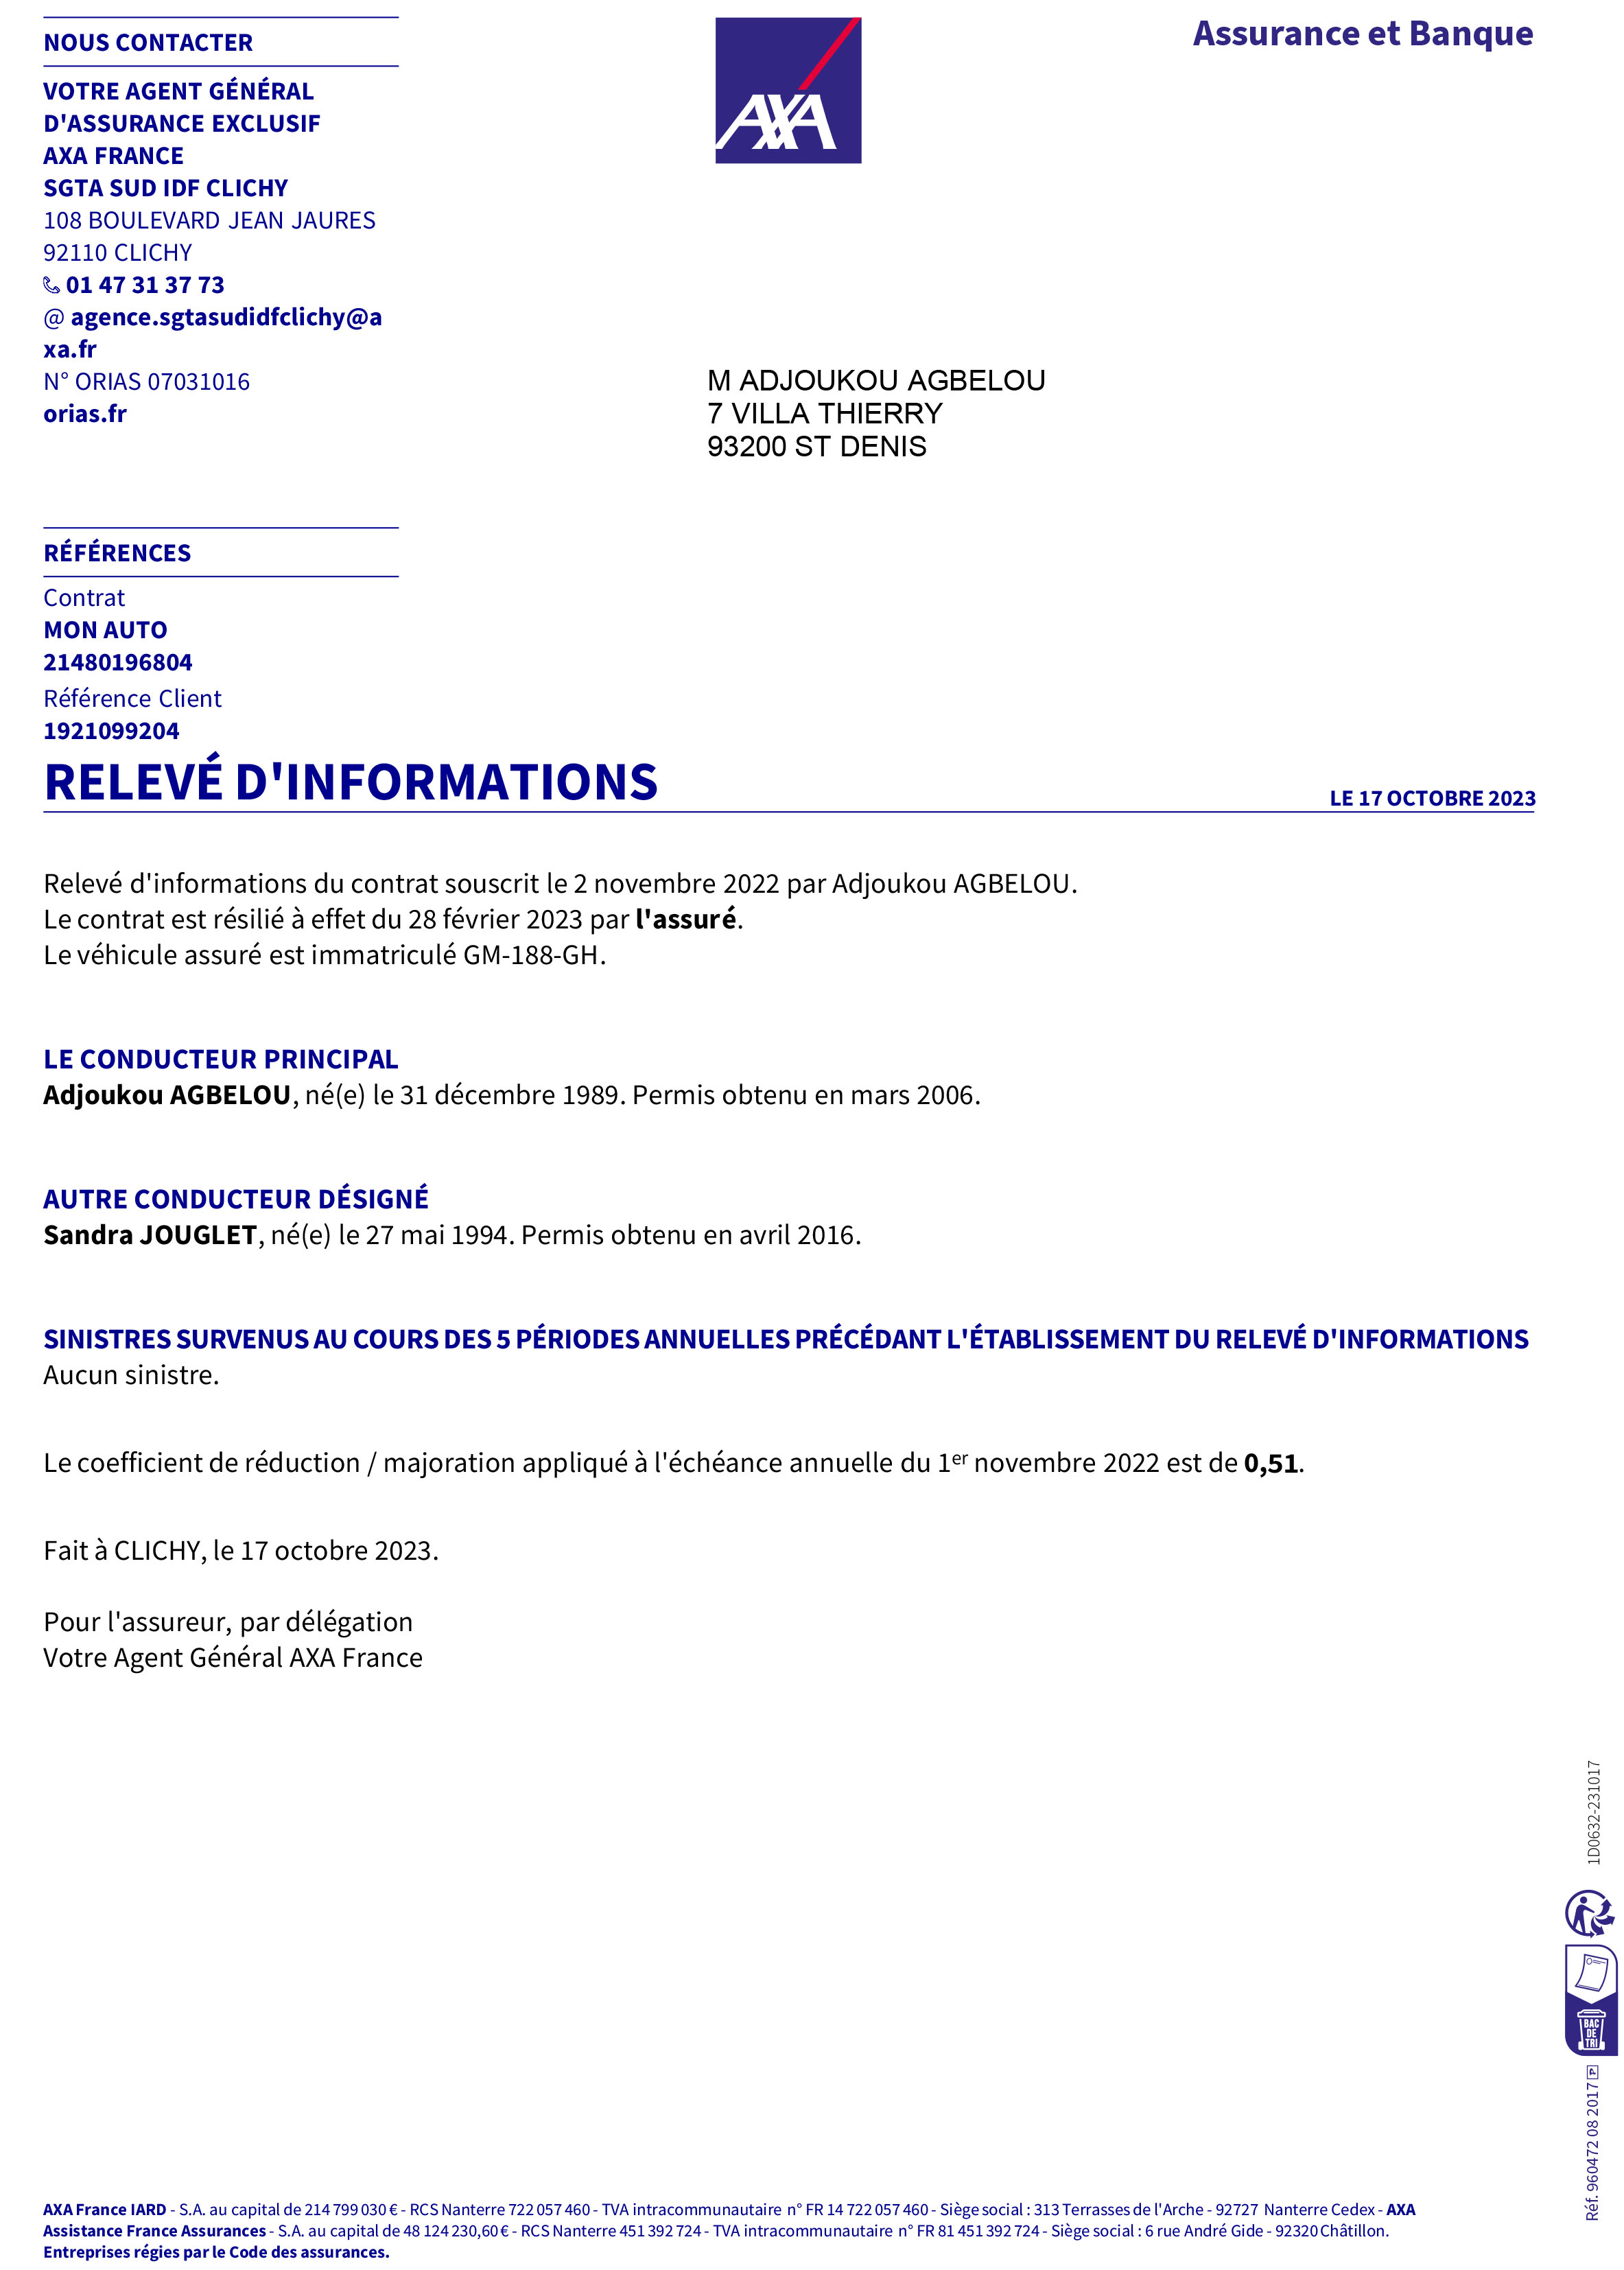 NOUS CONTACTER
VOTRE AGENT GÉNÉRAL
D'ASSURANCE EXCLUSIF
AXA FRANCE
SGTA SUD IDF CLICHY
108 BOULEVARD JEAN JAURES
92110 CLICHY
01 47 31 37 73
@ agence.sgtasudidfclichy@a
xa.fr
N° ORIAS 07031016
orias.fr
AXA
Assurance et Banque
M ADJOUKOU AGBELOU
7 VILLA THIERRY
93200 ST DENIS
RÉFÉRENCES
Contrat
MON AUTO
21480196804
Référence Client
1921099204
RELEVÉ D'INFORMATIONS
LE 17 OCTOBRE 2023
Relevé d'informations du contrat souscrit le 2 novembre 2022 par Adjoukou AGBELOU.
Le contrat est résilié à effet du 28 février 2023 par l'assuré.
Le véhicule assuré est immatriculé GM-188-GH.
LE CONDUCTEUR PRINCIPAL
Adjoukou AGBELOU, né(e) le 31 décembre 1989. Permis obtenu en mars 2006.
AUTRE CONDUCTEUR DÉSIGNÉ
Sandra JOUGLET, né(e) le 27 mai 1994. Permis obtenu en avril 2016.
SINISTRES SURVENUS AU COURS DES 5 PÉRIODES ANNUELLES PRÉCÉDANT L'ÉTABLISSEMENT DU RELEVÉ D'INFORMATIONS
Aucun sinistre.
Le coefficient de réduction / majoration appliqué à l'échéance annuelle du 1er novembre 2022 est de 0,51.
Fait à CLICHY, le 17 octobre 2023.
Pour l'assureur, par délégation
Votre Agent Général AXA France
1D0632-231017
BAC
DE
TRI
Réf. 960472 08 2017
AXA France IARD - S.A. au capital de 214 799 030 € - RCS Nanterre 722 057 460 - TVA intracommunautaire n° FR 14 722 057 460 - Siège social : 313 Terrasses de l'Arche - 92727 Nanterre Cedex - AXA
Assistance France Assurances - S.A. au capital de 48 124 230,60 € - RCS Nanterre 451 392 724 - TVA intracommunautaire n° FR 81 451 392 724 - Siège social : 6 rue André Gide - 92320 Châtillon.
Entreprises régies par le Code des assurances.